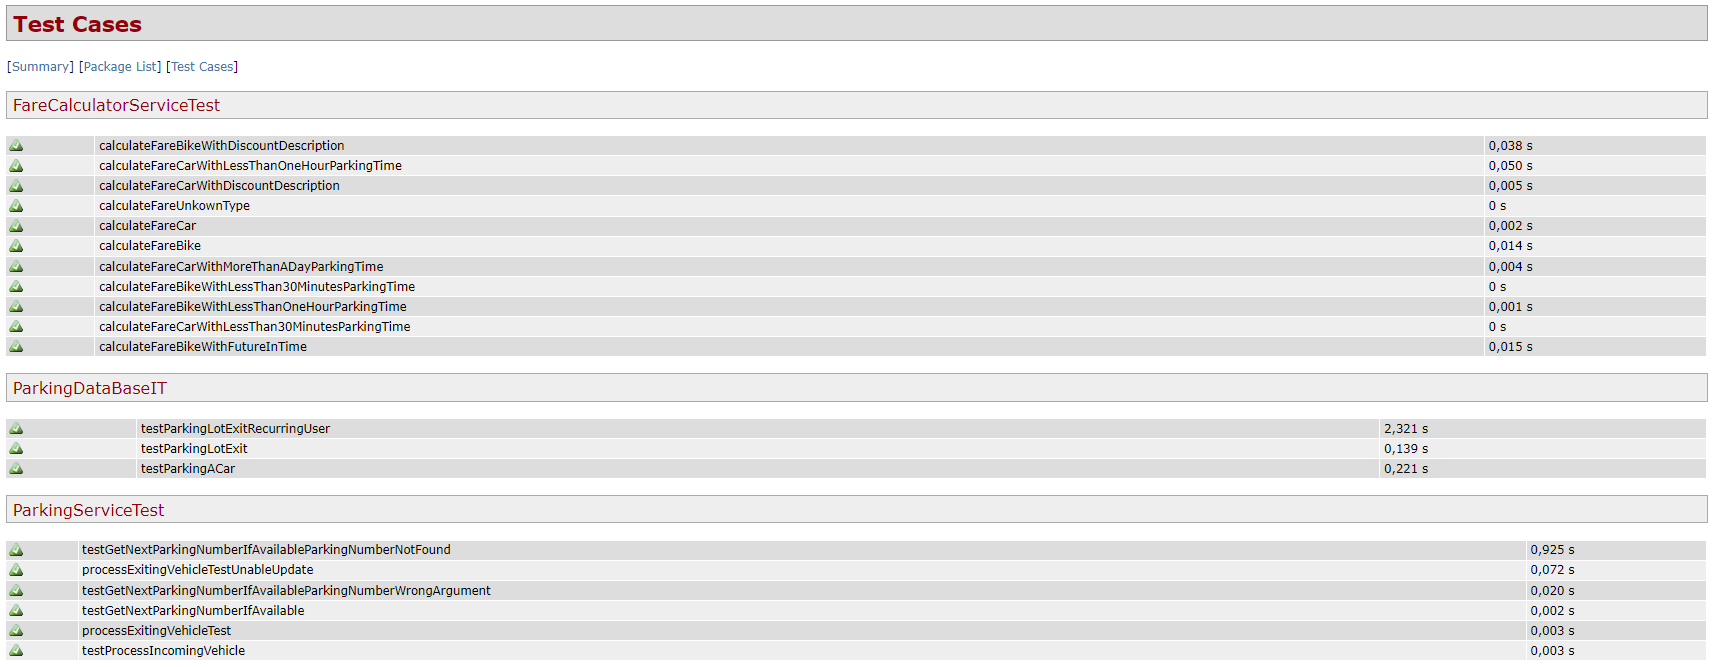 Test Cases
[Summary] [Package List] [Test Cases]
FareCalculatorServiceTest
calculateFareBikeWithDiscountDescription 0,038 s
calculateFareCarWithLessThanOneHourParkingTime 0,050 s
calculateFareCarWithDiscountDescription 0,005 s
calculateFareUnkownType 0 s
calculateFareCar 0,002 s
calculateFareBike 0,014 s
calculateFareCarWithMoreThanADayParkingTime 0,004 s
calculateFareBikeWithLessThan30MinutesParkingTime 0 s
calculateFareBikeWithLessThanOneHourParkingTime 0,001 s
calculateFareCarWithLessThan30MinutesParkingTime 0 s
calculateFareBikeWithFutureInTime 0,015 s
ParkingDataBaseIT
testParkingLotExitRecurringUser 2,321 s
testParkingLotExit 0,139 s
testParkingACar 0,221 s
ParkingServiceTest
testGetNextParkingNumberIfAvailableParkingNumberNotFound 0,925 s
processExitingVehicleTestUnableUpdate 0,072 s
testGetNextParkingNumberIfAvailableParkingNumberWrongArgument 0,020 s
testGetNextParkingNumberIfAvailable 0,002 s
processExitingVehicleTest 0,003 s
testProcessIncomingVehicle 0,003 s